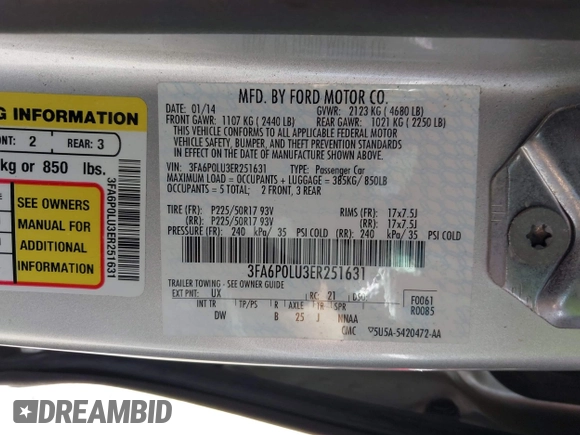 G INFORMATION
ONT: 2 REAR: 3
kg or 850 lbs.
SEE OWNERS
MANUAL FOR
ADDITIONAL
INFORMATION
3FA6P0LU3ER251631
MFD. BY FORD MOTOR CO.
DATE: 01/14 GVWR: 2123 KG ( 4680 LB)
FRONT GAWR: 1107 KG ( 2440 LB) REAR GAWR: 1021 KG ( 2250 LB)
THIS VEHICLE CONFORMS TO ALL APPLICABLE FEDERAL MOTOR
VEHICLE SAFETY, BUMPER, AND THEFT PREVENTION STANDARDS
IN EFFECT ON THE DATE OF MANUFACTURE SHOWN ABOVE.
VIN: 3FA6P0LU3ER251631 TYPE: Passenger Car
MAXIMUM LOAD = OCCUPANTS + LUGGAGE = 385KG/ 850LB
OCCUPANTS = 5 TOTAL: 2 FRONT, 3 REAR
TIRE (FR): P225/50R17 93V RIMS (FR): 17x7.5J
(RR): P225/50R17 93V (RR): 17x7.5J
PRESSURE (FR): 240 kPa/ 35 PSI COLD (RR): 240 kPa/ 35 PSI COLD
3FA6P0LU3ER251631
TRAILER TOWING - SEE OWNER GUIDE
EXT PNT: UX RC: 21 DSO: F0061
INT TR TP/PS R AXLE TR SPR R0085
DW B 25 J NNAA
CMC 5U5A-5420472-AA
DREAMBID